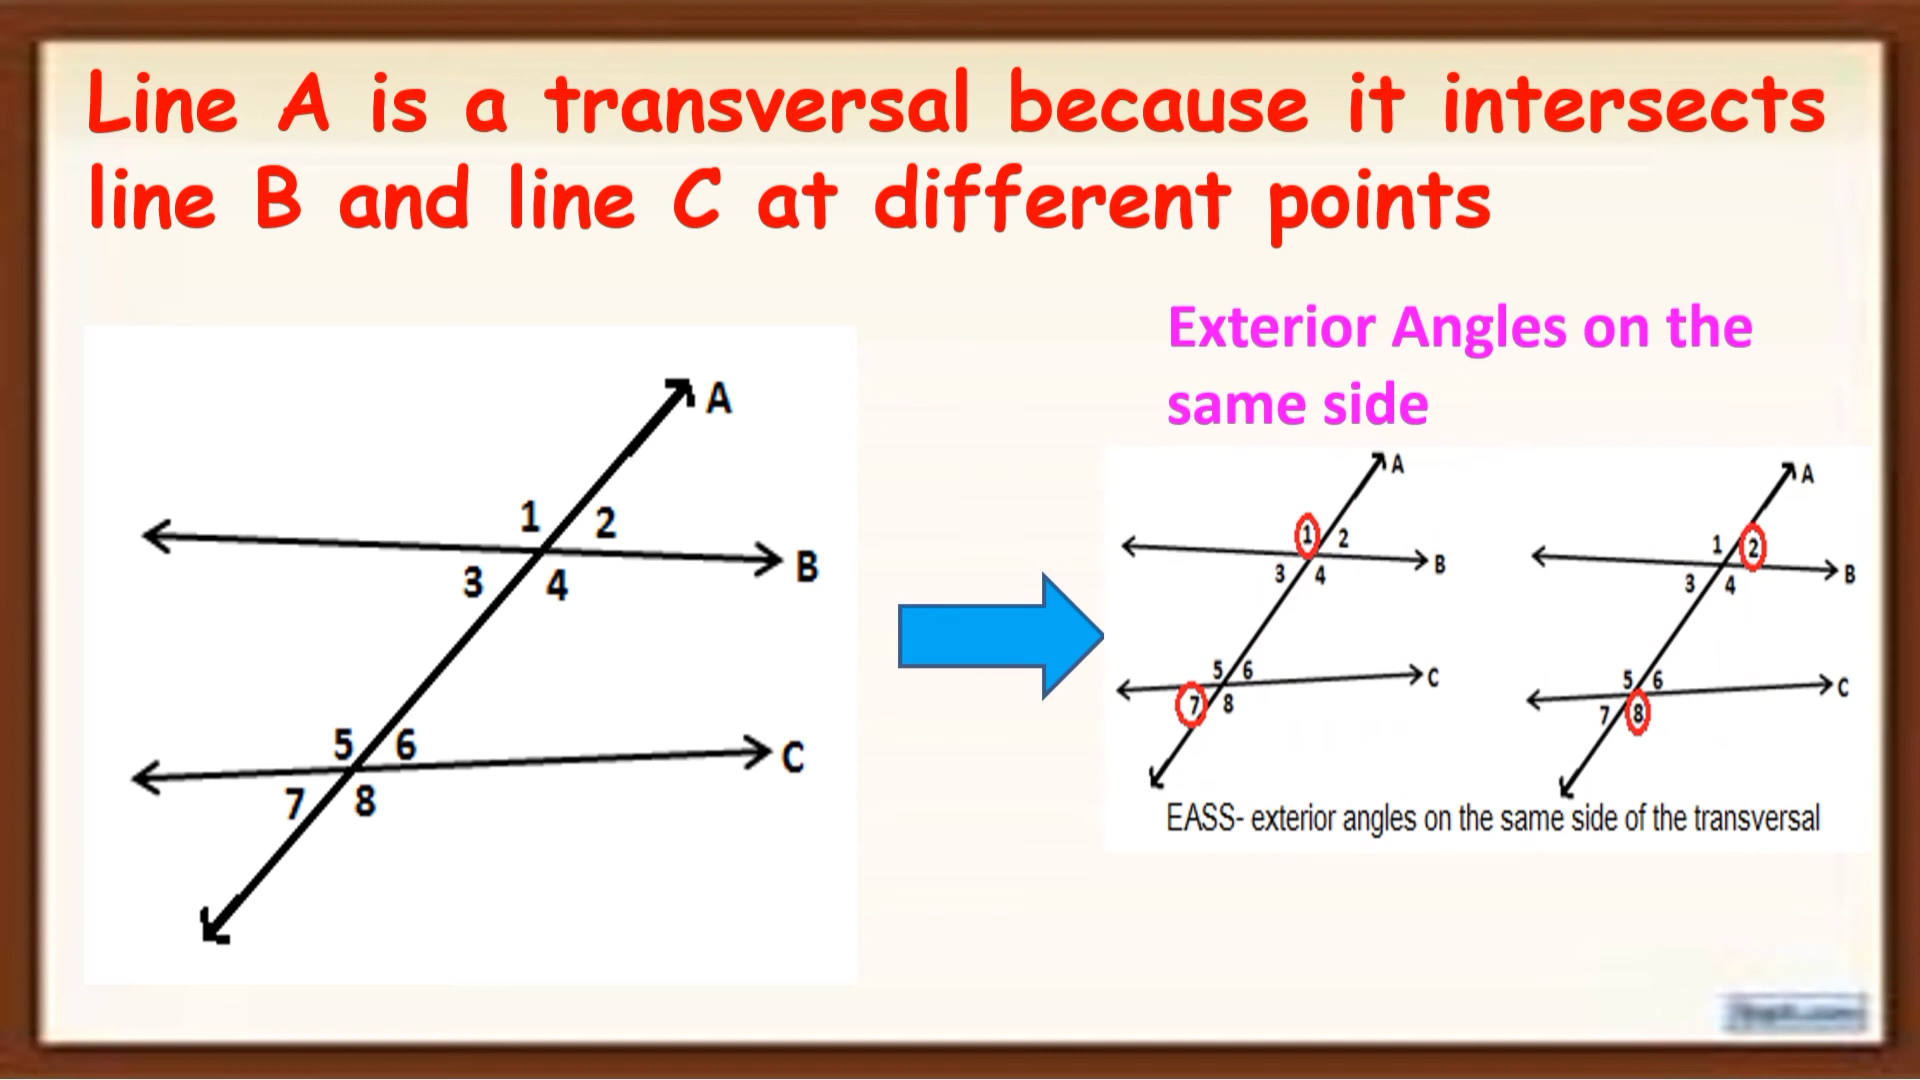 Line A is a transversal because it intersects
line B and line C at different points
Exterior Angles on the
same side
A
1 2
3 4
B
5 6
C
7 8
A
1 2
B
3 4
5 6
C
7 8
A
1 2
B
3 4
5 6
C
7 8
EASS- exterior angles on the same side of the transversal